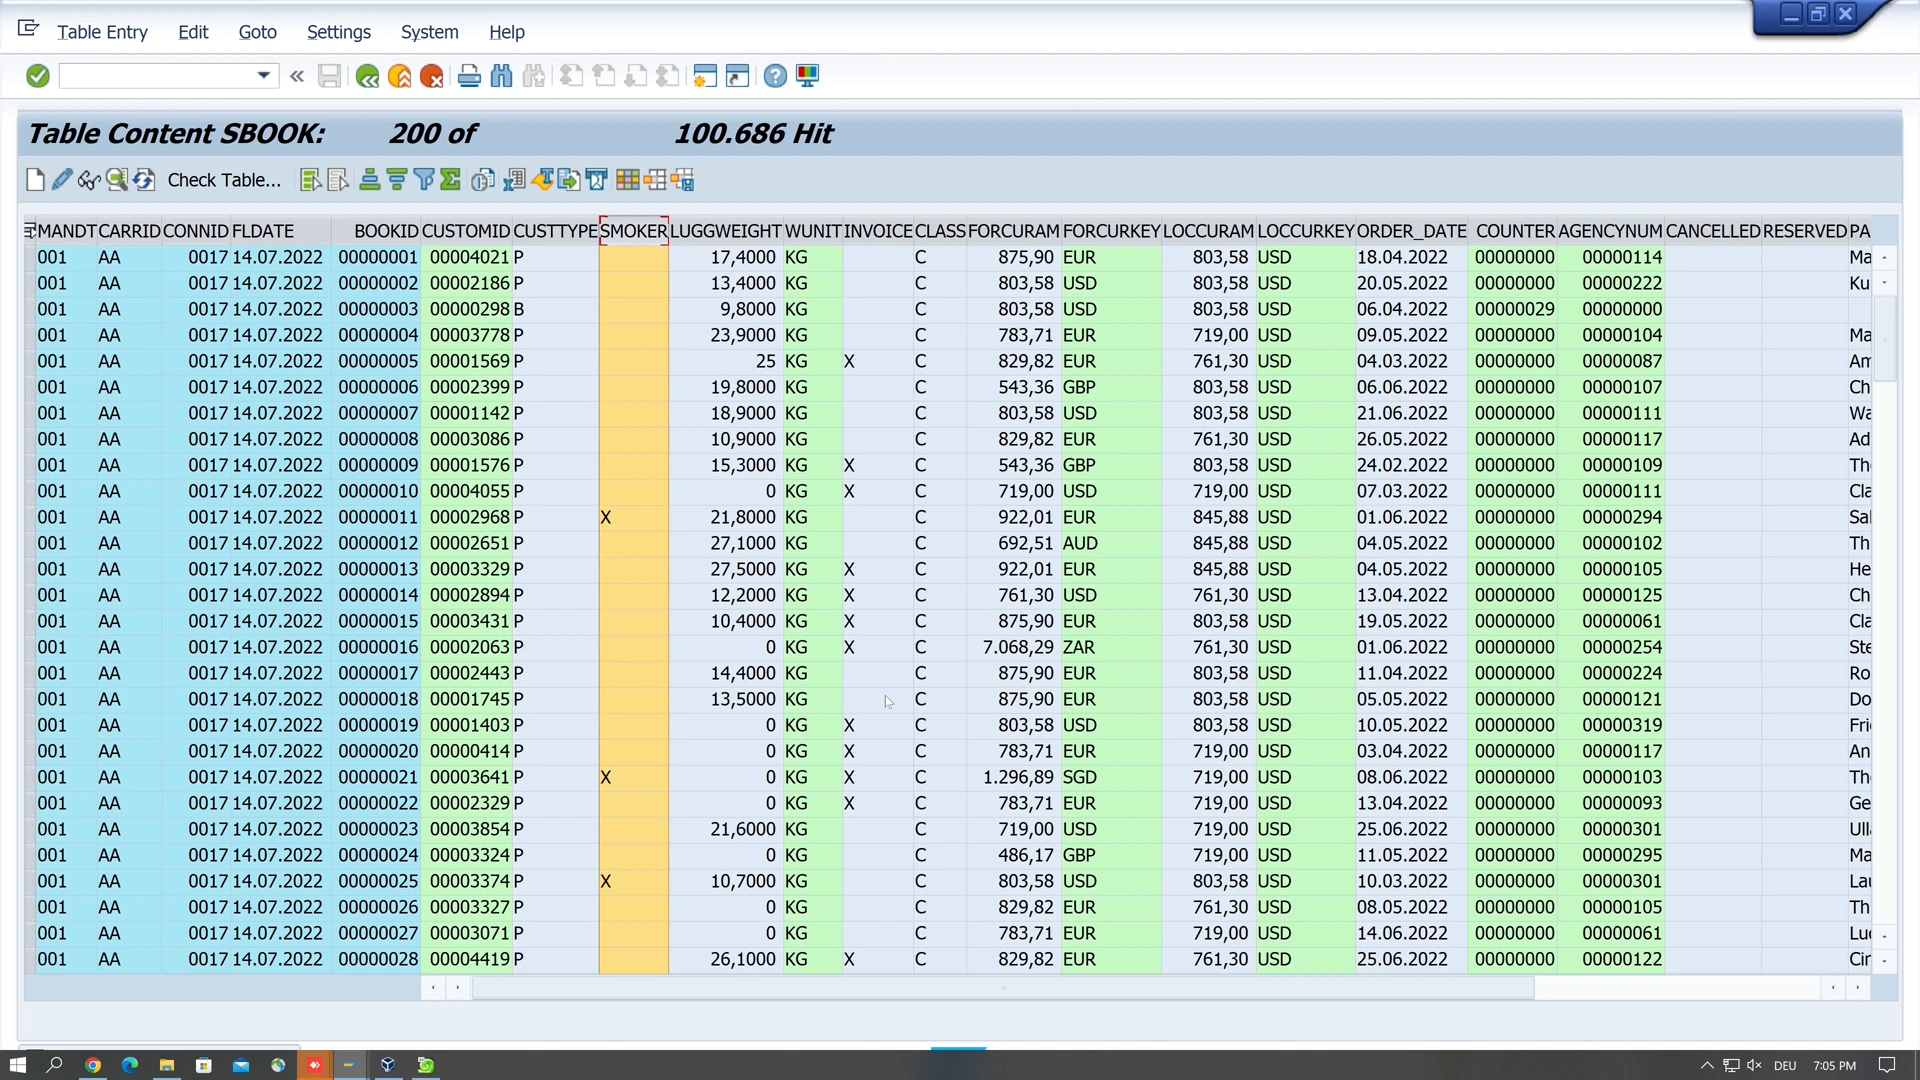 Table Entry Edit Goto Settings System Help
Table Content SBOOK: 200 of 100.686 Hit
Check Table...
MANDT CARRID CONNID FLDATE BOOKID CUSTOMID CUSTTYPE SMOKER LUGGWEIGHT WUNIT INVOICE CLASS FORCURAM FORCURKEY LOCCURAM LOCCURKEY ORDER_DATE COUNTER AGENCYNUM CANCELLED RESERVED PA
001 AA 0017 14.07.2022 00000001 00004021 P 17,4000 KG C 875,90 EUR 803,58 USD 18.04.2022 00000000 00000114 Ma
001 AA 0017 14.07.2022 00000002 00002186 P 13,4000 KG C 803,58 USD 803,58 USD 20.05.2022 00000000 00000222 Ku
001 AA 0017 14.07.2022 00000003 00000298 B 9,8000 KG C 803,58 USD 803,58 USD 06.04.2022 00000029 00000000
001 AA 0017 14.07.2022 00000004 00003778 P 23,9000 KG C 783,71 EUR 719,00 USD 09.05.2022 00000000 00000104 Ma
001 AA 0017 14.07.2022 00000005 00001569 P 25 KG X C 829,82 EUR 761,30 USD 04.03.2022 00000000 00000087 Am
001 AA 0017 14.07.2022 00000006 00002399 P 19,8000 KG C 543,36 GBP 803,58 USD 06.06.2022 00000000 00000107 Ch
001 AA 0017 14.07.2022 00000007 00001142 P 18,9000 KG C 803,58 USD 803,58 USD 21.06.2022 00000000 00000111 Wa
001 AA 0017 14.07.2022 00000008 00003086 P 10,9000 KG C 829,82 EUR 761,30 USD 26.05.2022 00000000 00000117 Ad
001 AA 0017 14.07.2022 00000009 00001576 P 15,3000 KG X C 543,36 GBP 803,58 USD 24.02.2022 00000000 00000109 Th
001 AA 0017 14.07.2022 00000010 00004055 P 0 KG X C 719,00 USD 719,00 USD 07.03.2022 00000000 00000111 Cla
001 AA 0017 14.07.2022 00000011 00002968 P X 21,8000 KG C 922,01 EUR 845,88 USD 01.06.2022 00000000 00000294 Sal
001 AA 0017 14.07.2022 00000012 00002651 P 27,1000 KG C 692,51 AUD 845,88 USD 04.05.2022 00000000 00000102 Th
001 AA 0017 14.07.2022 00000013 00003329 P 27,5000 KG X C 922,01 EUR 845,88 USD 04.05.2022 00000000 00000105 He
001 AA 0017 14.07.2022 00000014 00002894 P 12,2000 KG X C 761,30 USD 761,30 USD 13.04.2022 00000000 00000125 Ch
001 AA 0017 14.07.2022 00000015 00003431 P 10,4000 KG X C 875,90 EUR 803,58 USD 19.05.2022 00000000 00000061 Cla
001 AA 0017 14.07.2022 00000016 00002063 P 0 KG X C 7.068,29 ZAR 761,30 USD 01.06.2022 00000000 00000254 Ste
001 AA 0017 14.07.2022 00000017 00002443 P 14,4000 KG C 875,90 EUR 803,58 USD 11.04.2022 00000000 00000224 Ro
001 AA 0017 14.07.2022 00000018 00001745 P 13,5000 KG C 875,90 EUR 803,58 USD 05.05.2022 00000000 00000121 Do
001 AA 0017 14.07.2022 00000019 00001403 P 0 KG X C 803,58 USD 803,58 USD 10.05.2022 00000000 00000319 Fri
001 AA 0017 14.07.2022 00000020 00000414 P 0 KG X C 783,71 EUR 719,00 USD 03.04.2022 00000000 00000117 An
001 AA 0017 14.07.2022 00000021 00003641 P X 0 KG X C 1.296,89 SGD 719,00 USD 08.06.2022 00000000 00000103 Th
001 AA 0017 14.07.2022 00000022 00002329 P 0 KG X C 783,71 EUR 719,00 USD 13.04.2022 00000000 00000093 Ge
001 AA 0017 14.07.2022 00000023 00003854 P 21,6000 KG C 719,00 USD 719,00 USD 25.06.2022 00000000 00000301 Ull
001 AA 0017 14.07.2022 00000024 00003324 P 0 KG C 486,17 GBP 719,00 USD 11.05.2022 00000000 00000295 Ma
001 AA 0017 14.07.2022 00000025 00003374 P X 10,7000 KG C 803,58 USD 803,58 USD 10.03.2022 00000000 00000301 Lau
001 AA 0017 14.07.2022 00000026 00003327 P 0 KG C 829,82 EUR 761,30 USD 08.05.2022 00000000 00000105 Th
001 AA 0017 14.07.2022 00000027 00003071 P 0 KG C 783,71 EUR 719,00 USD 14.06.2022 00000000 00000061 Luc
001 AA 0017 14.07.2022 00000028 00004419 P 26,1000 KG X C 829,82 EUR 761,30 USD 25.06.2022 00000000 00000122 Cin
DEU 7:05 PM